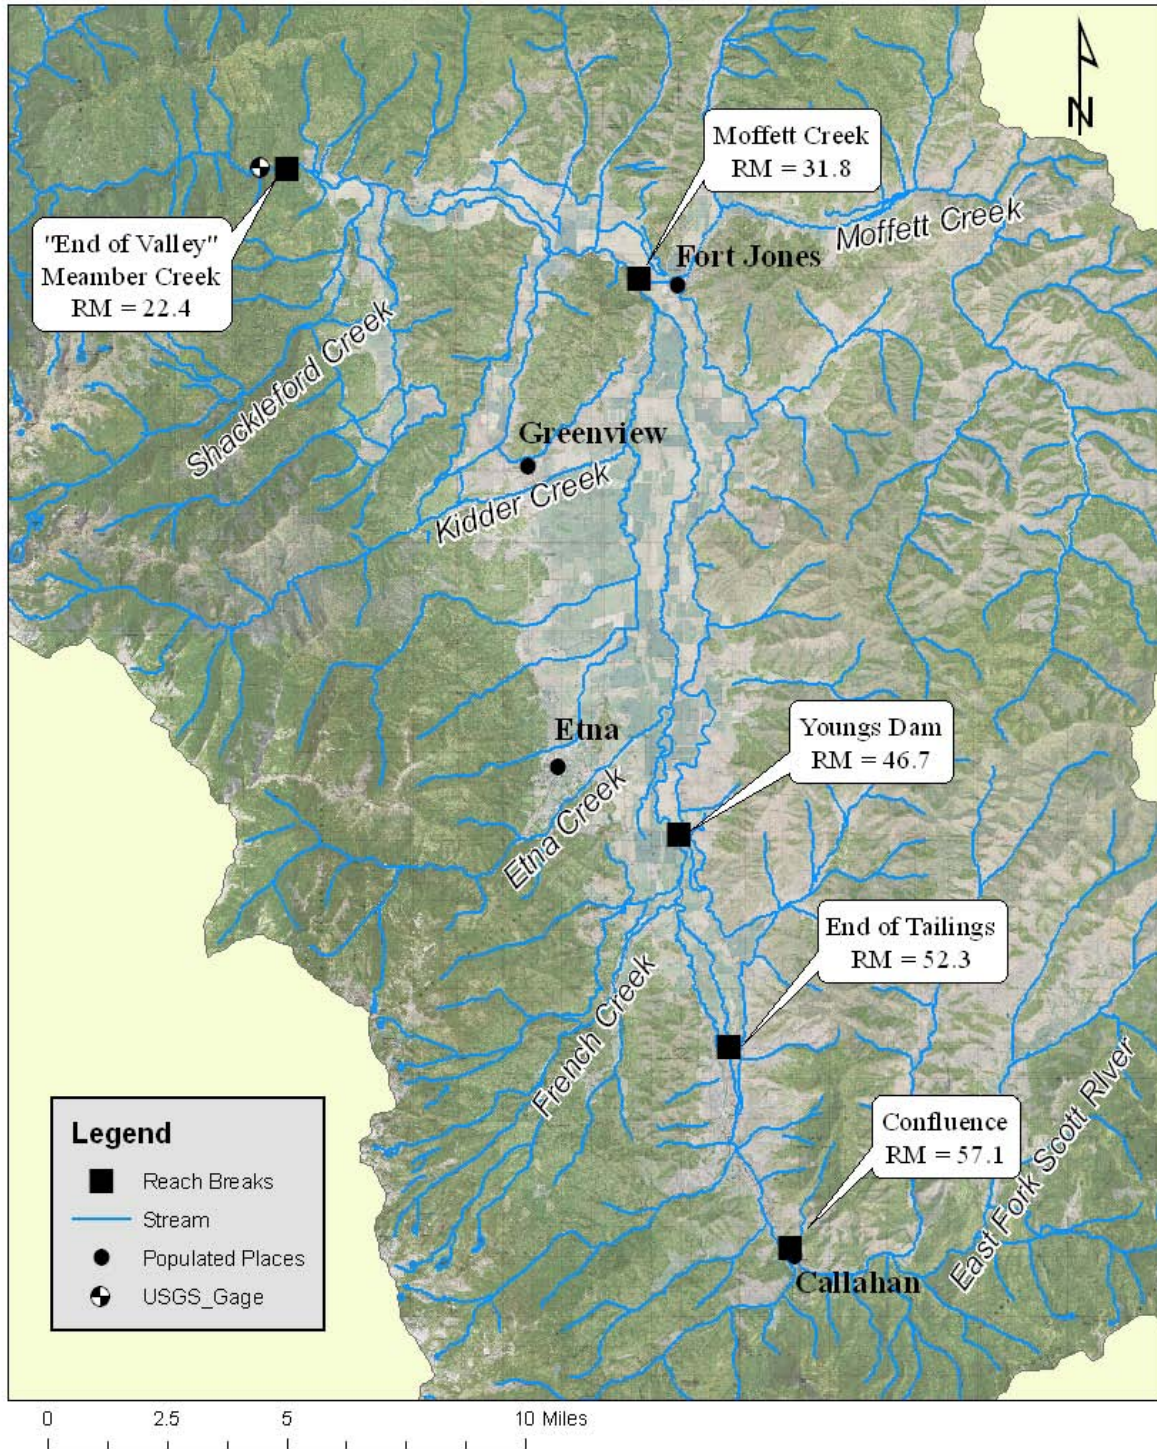 N
Moffett Creek
RM = 31.8
Moffett Creek
"End of Valley"
Meamber Creek
RM = 22.4
Fort Jones
Shackleford Creek
Greenview
Kidder Creek
Youngs Dam
RM = 46.7
Etna
Etna Creek
End of Tailings
RM = 52.3
French Creek
Confluence
RM = 57.1
East Fork Scott RIver
Callahan
Legend
Reach Breaks
Stream
Populated Places
USGS_Gage
0 2.5 5 10 Miles